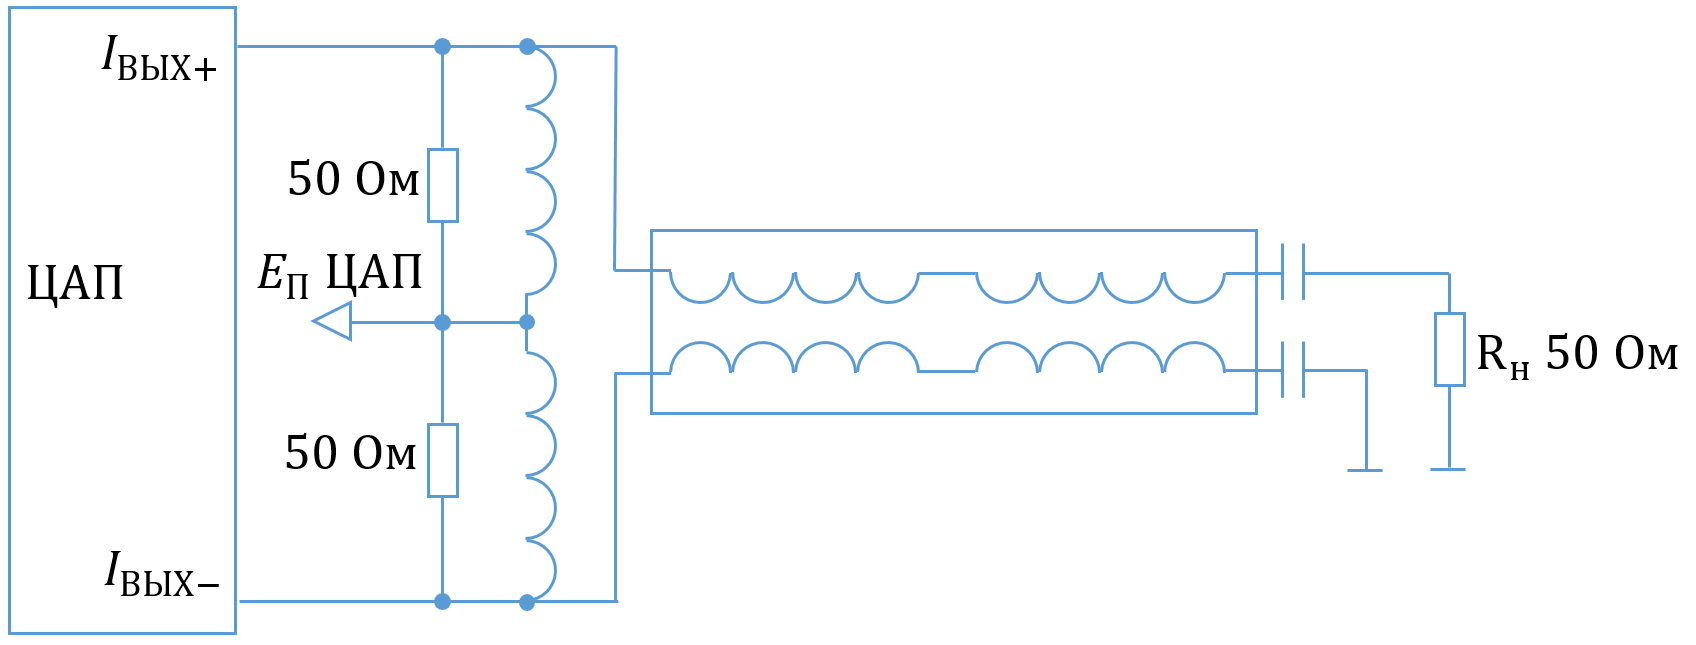 IВЫХ+
50 Ом
EП ЦАП
ЦАП
Rн 50 Ом
50 Ом
IВЫХ−